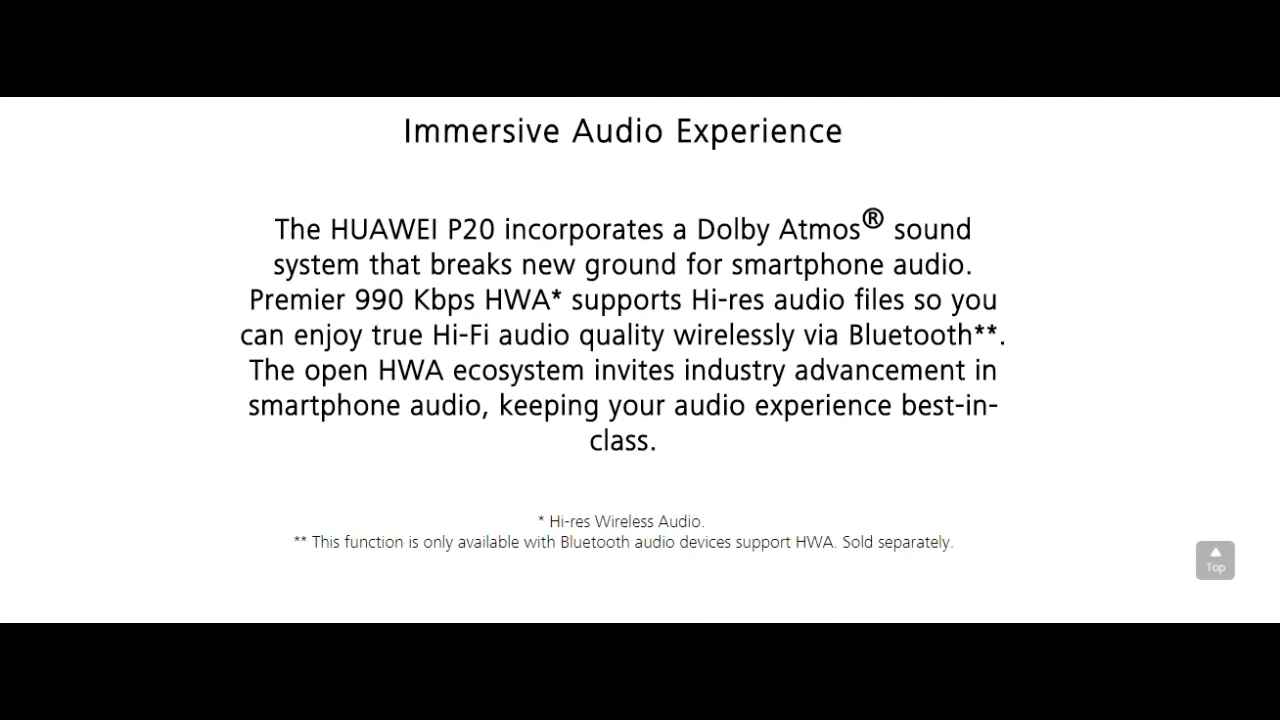 Immersive Audio Experience
The HUAWEI P20 incorporates a Dolby Atmos® sound
system that breaks new ground for smartphone audio.
Premier 990 Kbps HWA* supports Hi-res audio files so you
can enjoy true Hi-Fi audio quality wirelessly via Bluetooth**.
The open HWA ecosystem invites industry advancement in
smartphone audio, keeping your audio experience best-in-
class.
* Hi-res Wireless Audio.
** This function is only available with Bluetooth audio devices support HWA. Sold separately.
Top